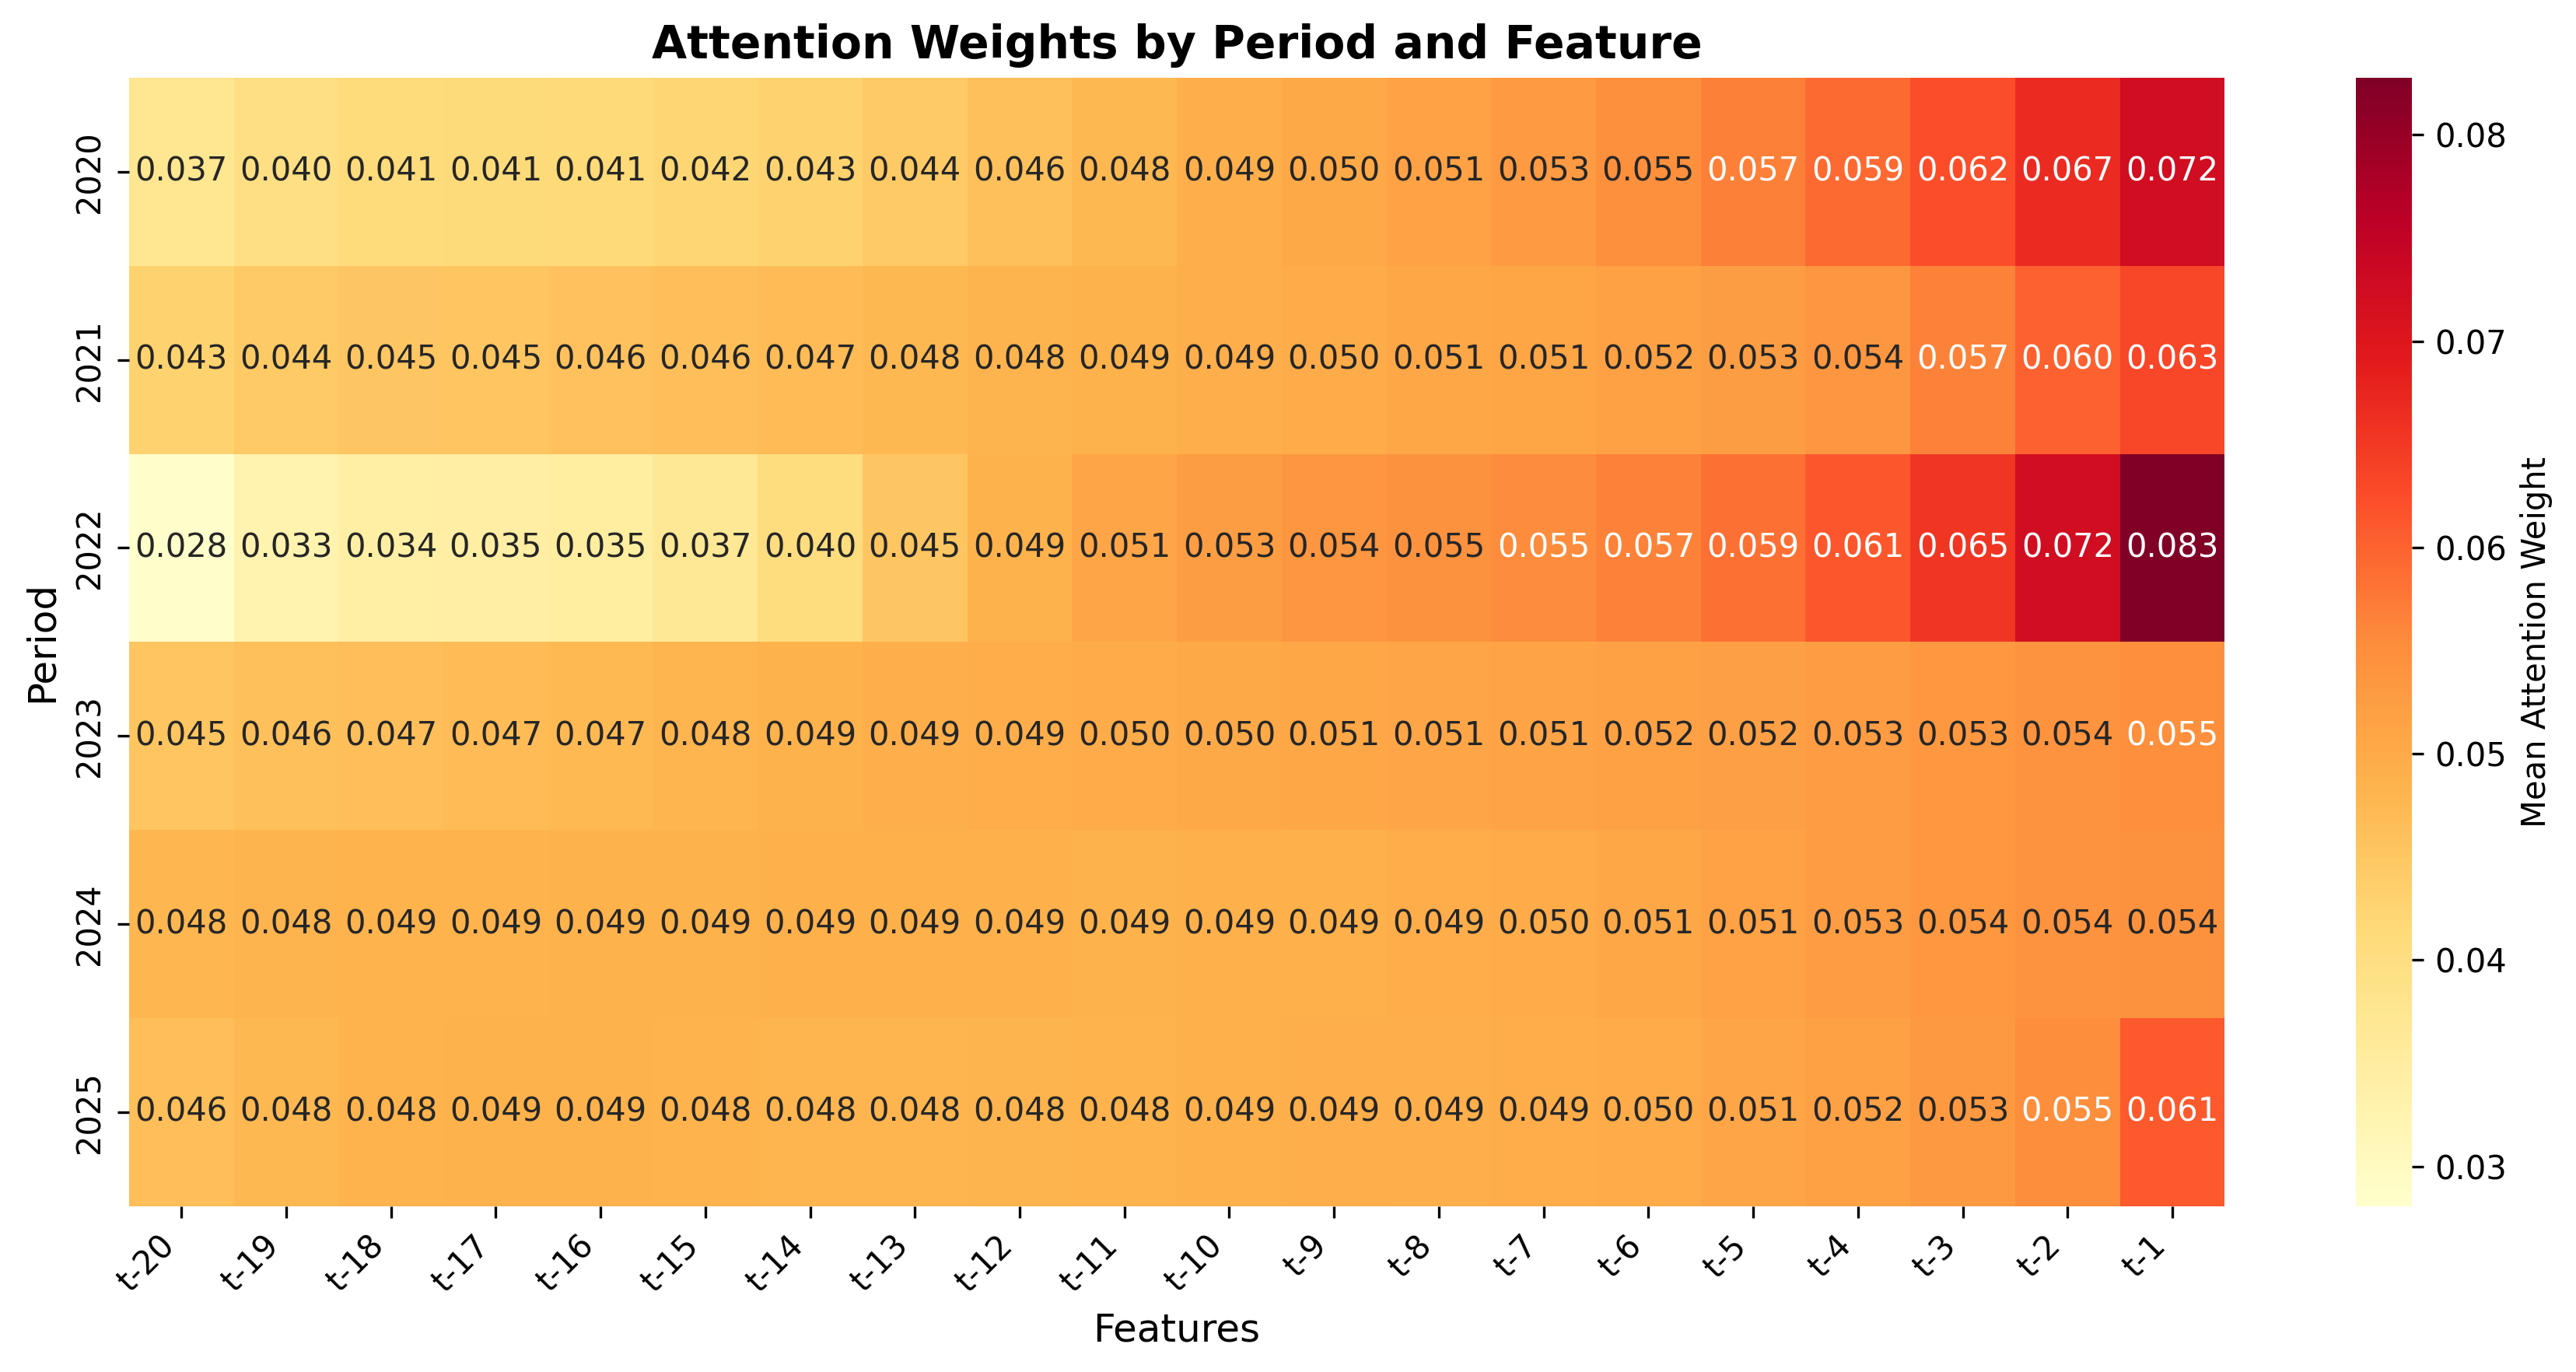 Attention Weights by Period and Feature
Period
2020 0.037 0.040 0.041 0.041 0.041 0.042 0.043 0.044 0.046 0.048 0.049 0.050 0.051 0.053 0.055 0.057 0.059 0.062 0.067 0.072
2021 0.043 0.044 0.045 0.045 0.046 0.046 0.047 0.048 0.048 0.049 0.049 0.050 0.051 0.051 0.052 0.053 0.054 0.057 0.060 0.063
2022 0.028 0.033 0.034 0.035 0.035 0.037 0.040 0.045 0.049 0.051 0.053 0.054 0.055 0.055 0.057 0.059 0.061 0.065 0.072 0.083
2023 0.045 0.046 0.047 0.047 0.047 0.048 0.049 0.049 0.049 0.050 0.050 0.051 0.051 0.051 0.052 0.052 0.053 0.053 0.054 0.055
2024 0.048 0.048 0.049 0.049 0.049 0.049 0.049 0.049 0.049 0.049 0.049 0.049 0.049 0.050 0.051 0.051 0.053 0.054 0.054 0.054
2025 0.046 0.048 0.048 0.049 0.049 0.048 0.048 0.048 0.048 0.048 0.049 0.049 0.049 0.049 0.050 0.051 0.052 0.053 0.055 0.061
t-20 t-19 t-18 t-17 t-16 t-15 t-14 t-13 t-12 t-11 t-10 t-9 t-8 t-7 t-6 t-5 t-4 t-3 t-2 t-1
Features
0.08
0.07
0.06
0.05
0.04
0.03
Mean Attention Weight